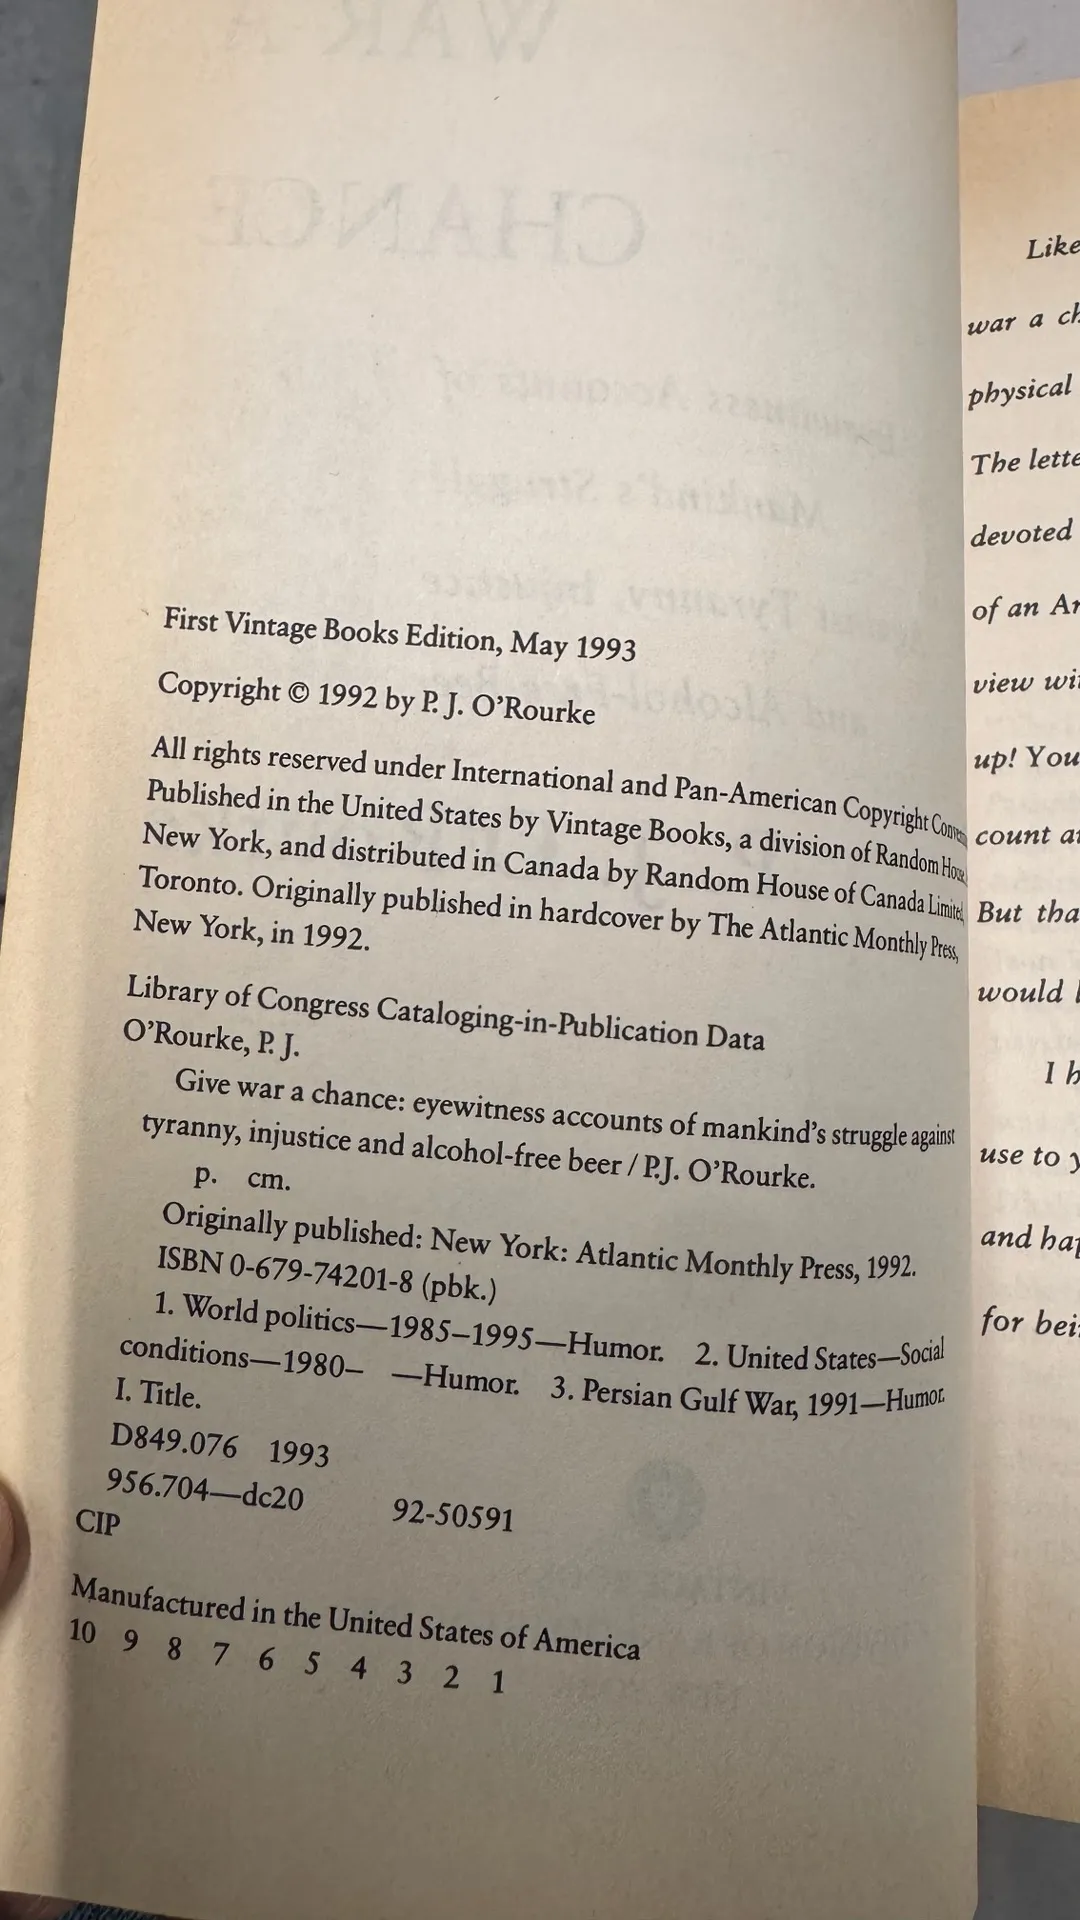 First Vintage Books Edition, May 1993
Copyright © 1992 by P. J. O'Rourke
All rights reserved under International and Pan-American Copyright
Published in the United States by Vintage Books, a division of Random House,
New York, and distributed in Canada by Random House of Canada Limited,
Toronto. Originally published in hardcover by The Atlantic Monthly Press,
New York, in 1992.
Library of Congress Cataloging-in-Publication Data
O'Rourke, P. J.
Give war a chance: eyewitness accounts of mankind's struggle against
tyranny, injustice and alcohol-free beer / P.J. O'Rourke.
p. cm.
Originally published: New York: Atlantic Monthly Press, 1992.
ISBN 0-679-74201-8 (pbk.)
1. World politics—1985–1995—Humor. 2. United States—Social
conditions—1980– —Humor. 3. Persian Gulf War, 1991—Humor.
I. Title.
D849.076 1993
956.704—dc20 92-50591
CIP
Manufactured in the United States of America
10 9 8 7 6 5 4 3 2 1
Like
war a
physical
The
devoted
of an
view
up! You
count
But
would
I
use to
and
for